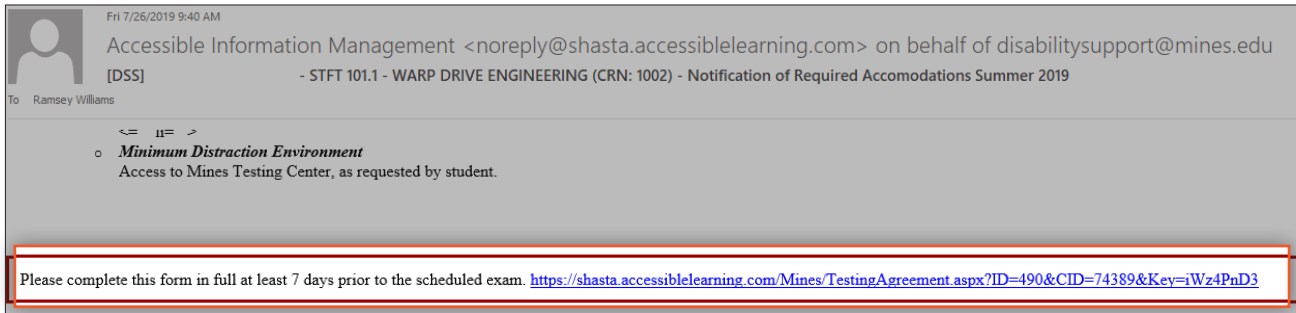 Fri 7/26/2019 9:40 AM
Accessible Information Management <noreply@shasta.accessiblelearning.com> on behalf of disabilitysupport@mines.edu
[DSS] - STFT 101.1 - WARP DRIVE ENGINEERING (CRN: 1002) - Notification of Required Accomodations Summer 2019
To Ramsey Williams
o Minimum Distraction Environment
Access to Mines Testing Center, as requested by student.
Please complete this form in full at least 7 days prior to the scheduled exam. https://shasta.accessiblelearning.com/Mines/TestingAgreement.aspx?ID=490&CID=74389&Key=iWz4PnD3